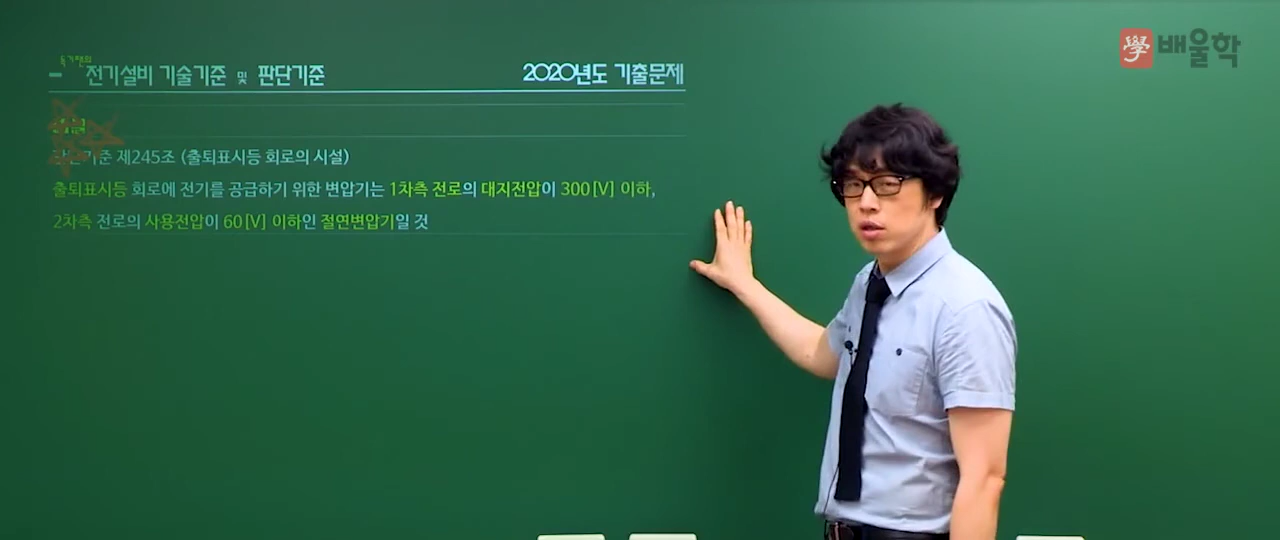 學 배울학
전기설비 기술기준 및 판단기준 2020년도 기출문제
해설
판단기준 제245조 (출퇴표시등 회로의 시설)
출퇴표시등 회로에 전기를 공급하기 위한 변압기는 1차측 전로의 대지전압이 300[V] 이하,
2차측 전로의 사용전압이 60[V] 이하인 절연변압기일 것